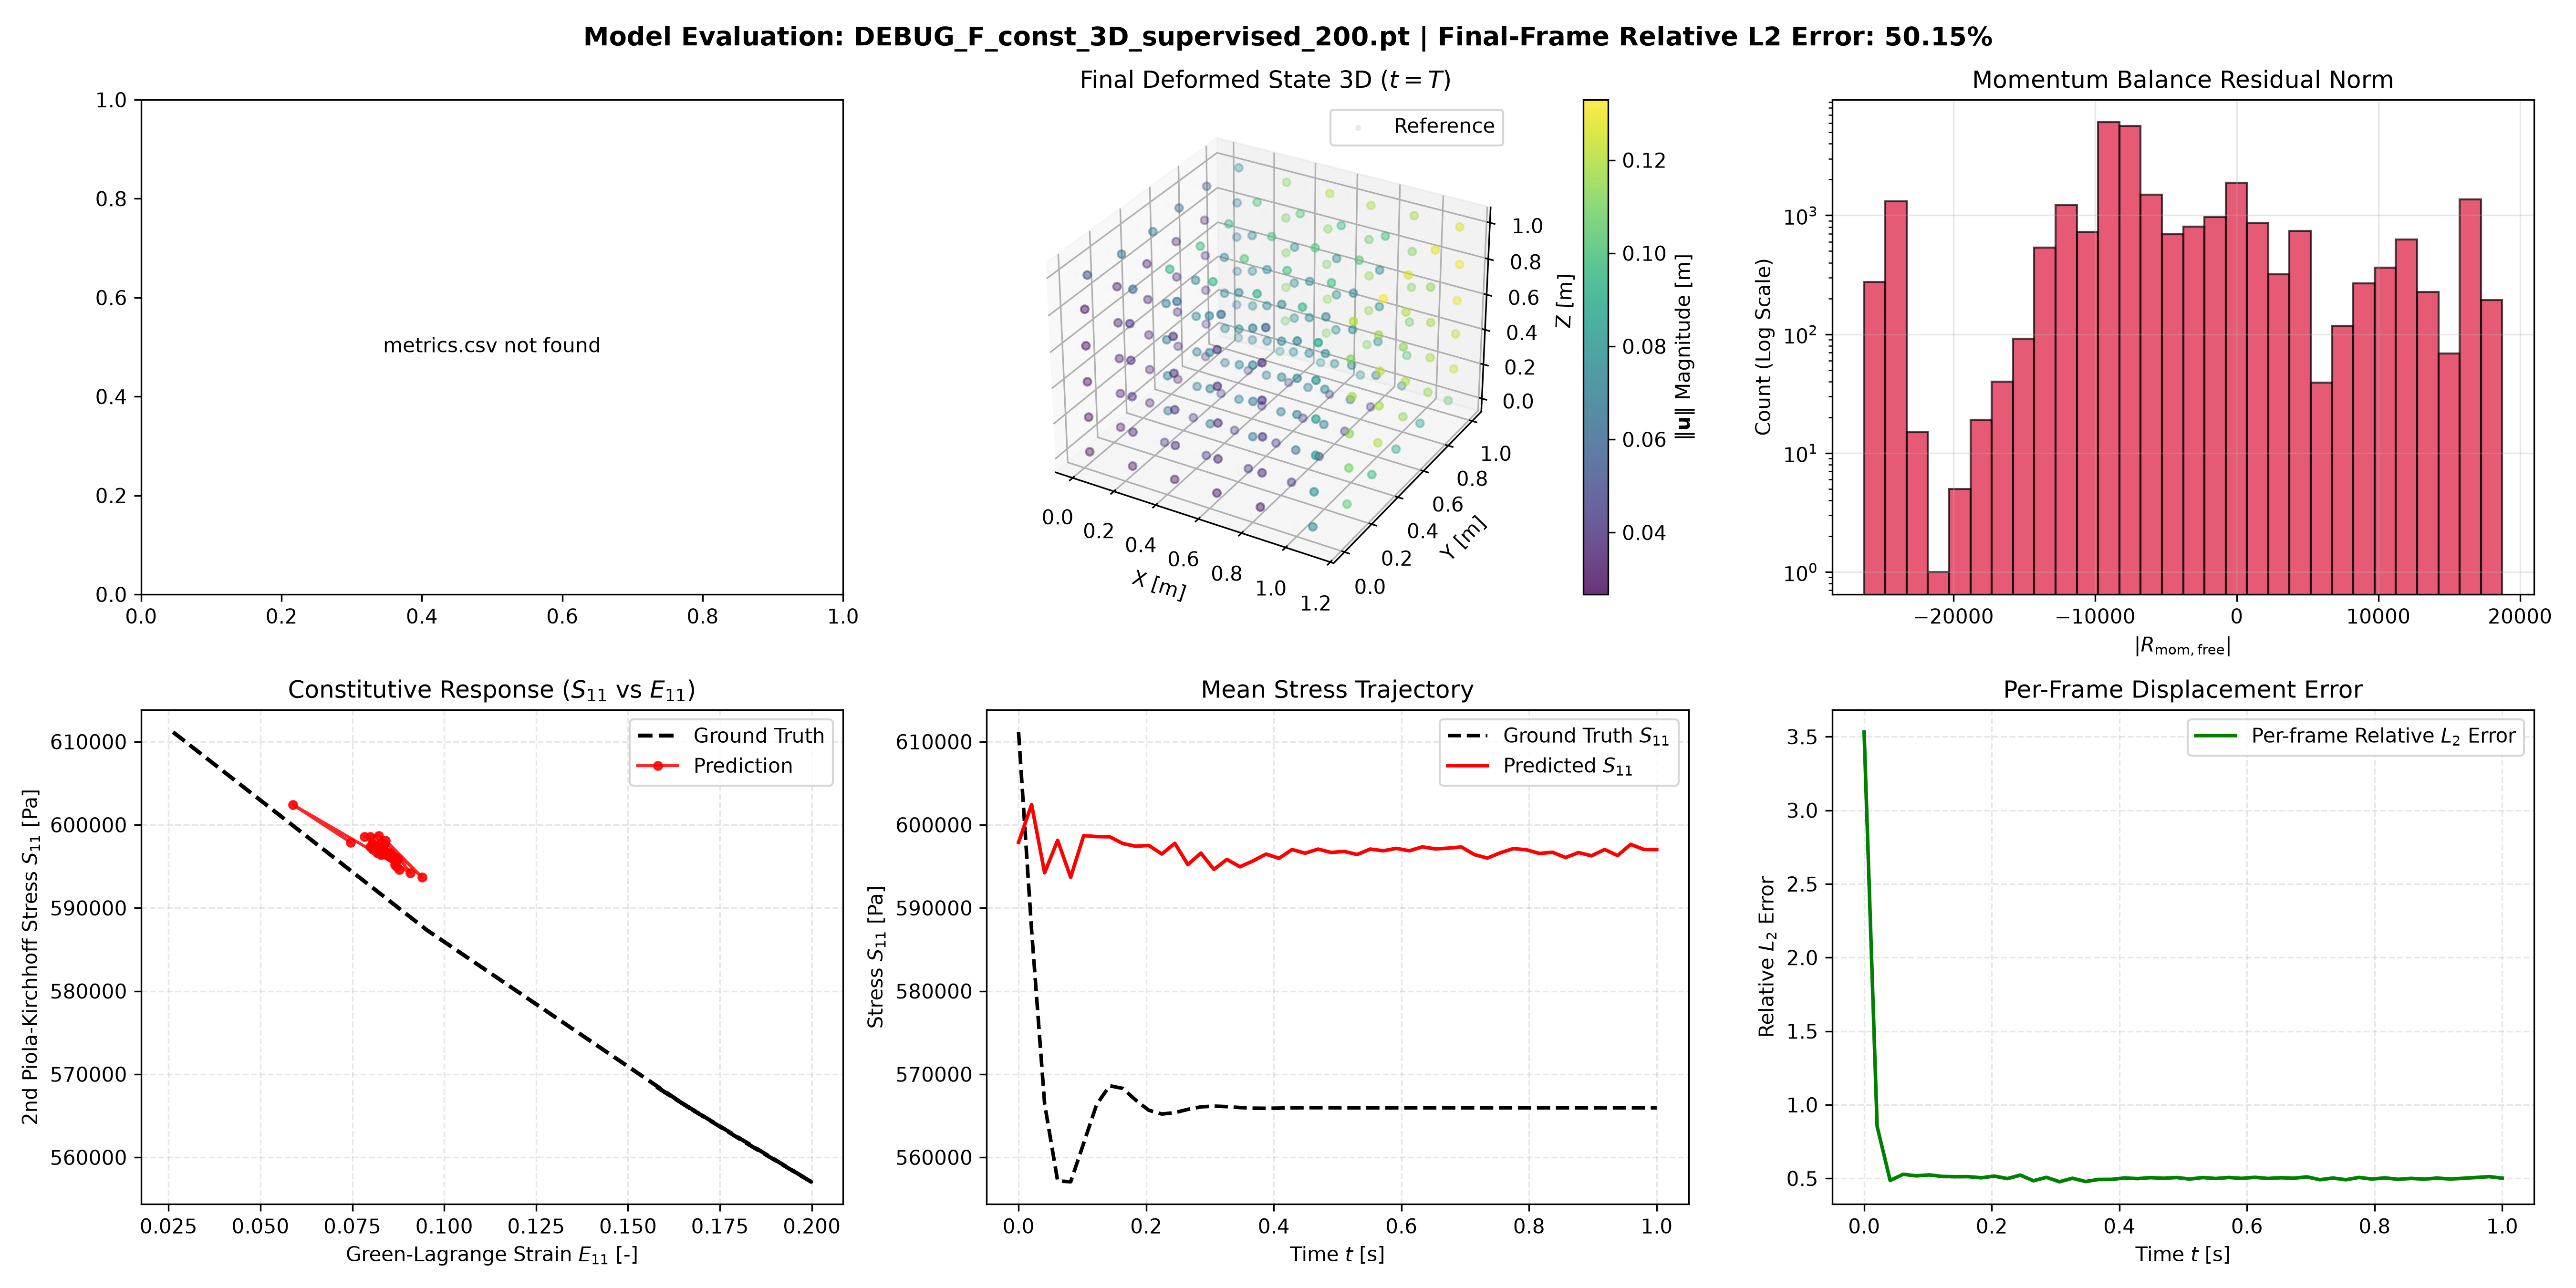 Model Evaluation: DEBUG_F_const_3D_supervised_200.pt | Final-Frame Relative L2 Error: 50.15%
1.0
0.8
0.6
0.4
0.2
0.0
metrics.csv not found
0.0 0.2 0.4 0.6 0.8 1.0
Final Deformed State 3D (t = T)
Reference
1.0
0.8
0.6
0.4
0.2
0.0
Z [m]
1.0
0.8
0.6
0.4
0.2
0.0
Y [m]
0.0 0.2 0.4 0.6 0.8 1.0 1.2
X [m]
0.12
0.10
0.08
0.06
0.04
‖u‖ Magnitude [m]
Momentum Balance Residual Norm
Count (Log Scale)
10³
10²
10¹
10⁰
−20000 −10000 0 10000 20000
|R_mom, free|
Constitutive Response (S₁₁ vs E₁₁)
Ground Truth
Prediction
2nd Piola-Kirchhoff Stress S₁₁ [Pa]
610000
600000
590000
580000
570000
560000
0.025 0.050 0.075 0.100 0.125 0.150 0.175 0.200
Green-Lagrange Strain E₁₁ [-]
Mean Stress Trajectory
Ground Truth S₁₁
Predicted S₁₁
Stress S₁₁ [Pa]
610000
600000
590000
580000
570000
560000
0.0 0.2 0.4 0.6 0.8 1.0
Time t [s]
Per-Frame Displacement Error
Per-frame Relative L₂ Error
Relative L₂ Error
3.5
3.0
2.5
2.0
1.5
1.0
0.5
0.0 0.2 0.4 0.6 0.8 1.0
Time t [s]